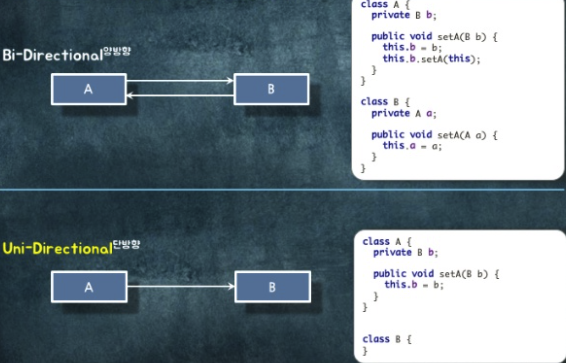 Bi-Directional양방향
A
B
class A {
private B b;
public void setA(B b) {
this.b = b;
this.b.setA(this);
}
}
class B {
private A a;
public void setA(A a) {
this.a = a;
}
}
Uni-Directional단방향
A
B
class A {
private B b;
public void setA(B b) {
this.b = b;
}
}
class B {
}